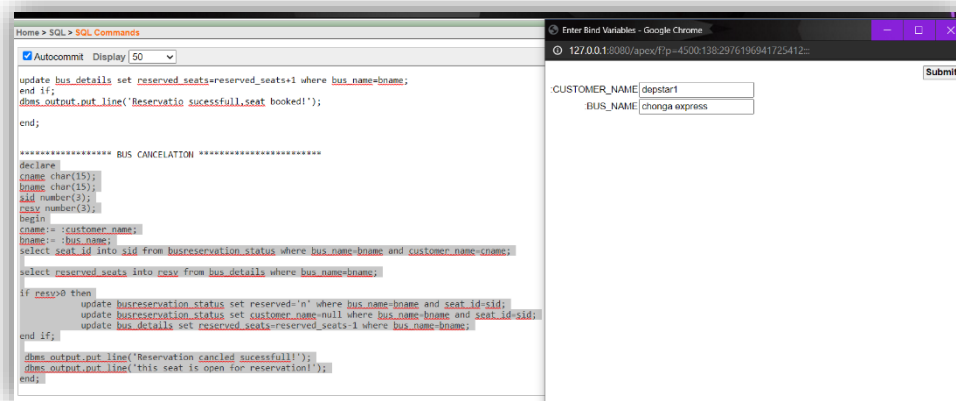 Home > SQL > SQL Commands
Autocommit Display 50
update bus_details set reserved_seats=reserved_seats+1 where bus_name=bname;
end if;
dbms_output.put_line('Reservatio sucessfull,seat booked!');
end;
****************** BUS CANCELATION ************************
declare
cname char(15);
bname char(15);
sid number(3);
resv number(3);
begin
cname:= :customer_name;
bname:= :bus_name;
select seat_id into sid from busreservation_status where bus_name=bname and customer_name=cname;
select reserved_seats into resv from bus_details where bus_name=bname;
if resv>0 then
update busreservation_status set reserved='n' where bus_name=bname and seat_id=sid;
update busreservation_status set customer_name=null where bus_name=bname and seat_id=sid;
update bus_details set reserved_seats=reserved_seats-1 where bus_name=bname;
end if;
dbms_output.put_line('Reservation cancled sucessfull!');
dbms_output.put_line('this seat is open for reservation!');
end;
Enter Bind Variables - Google Chrome
127.0.0.1:8080/apex/f?p=4500:138:2976196941725412:::
Submit
:CUSTOMER_NAME depstar1
:BUS_NAME chonga express